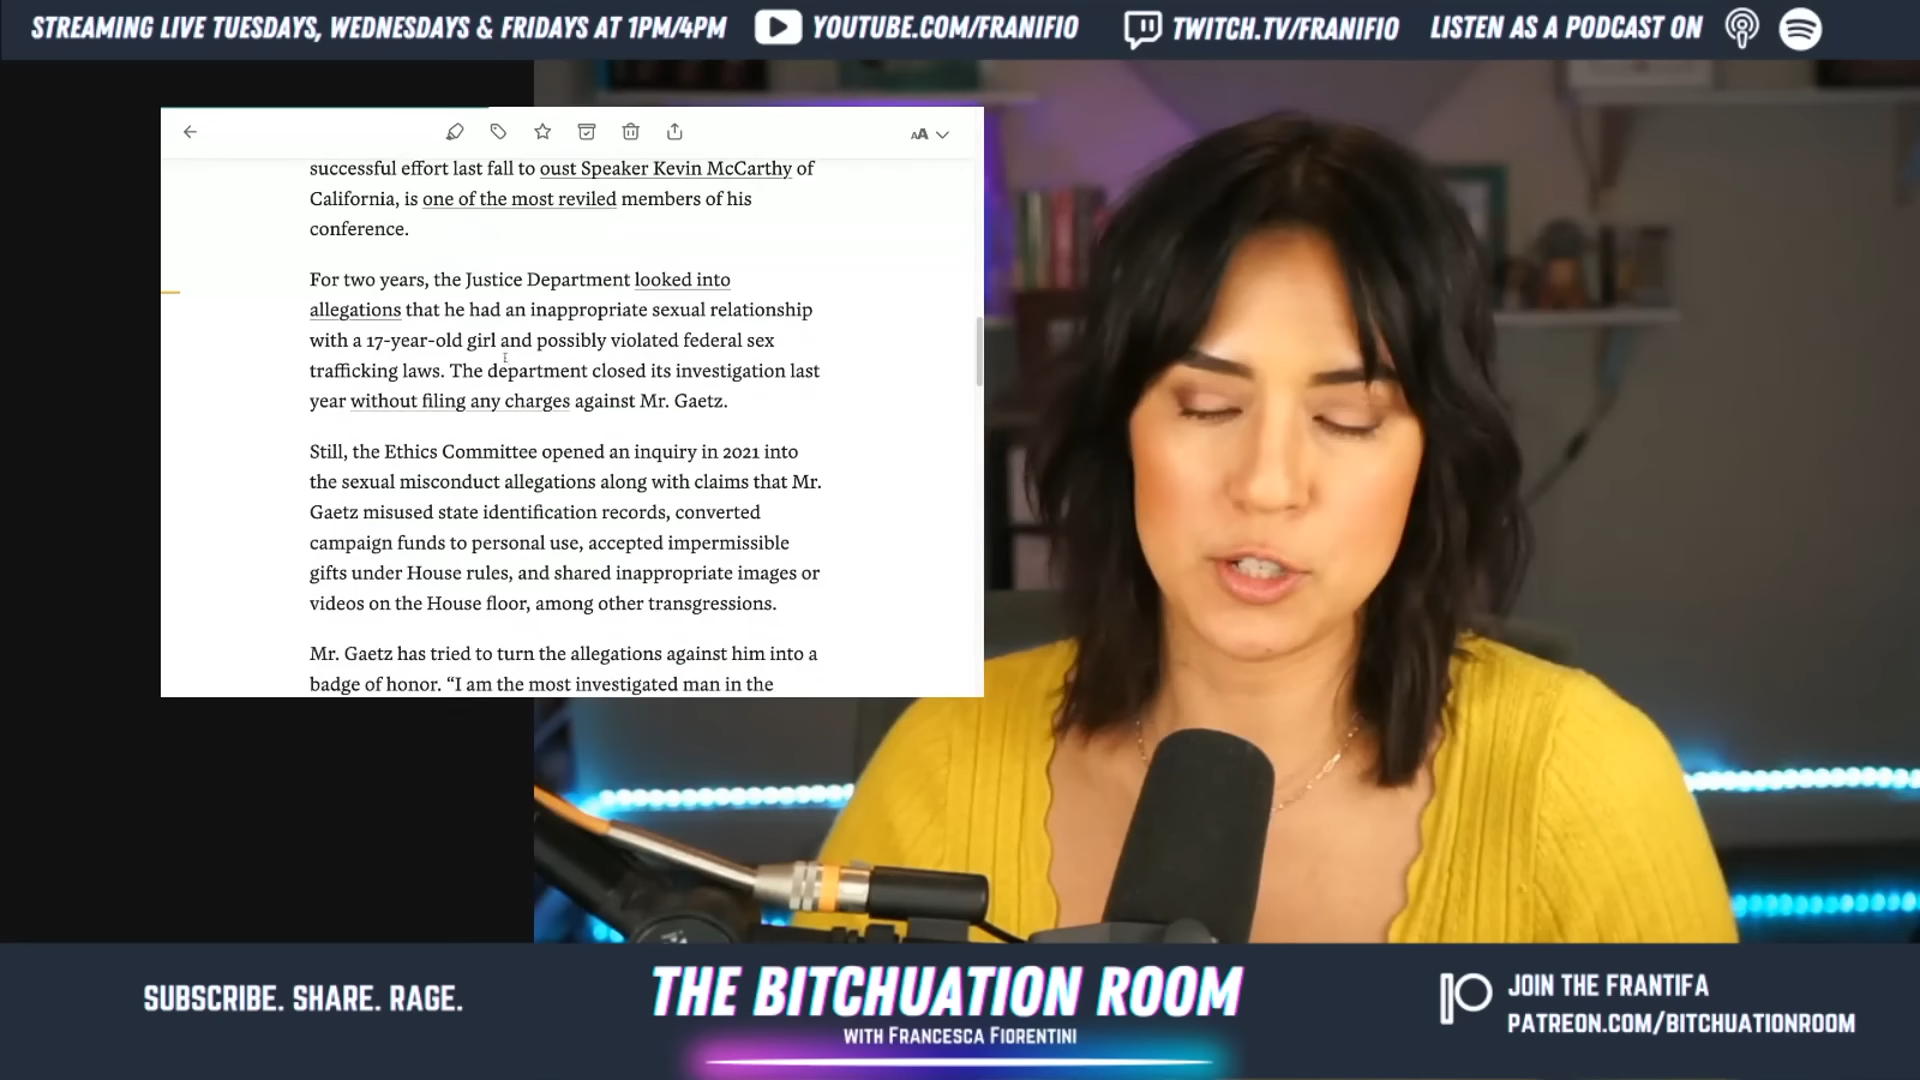 STREAMING LIVE TUESDAYS, WEDNESDAYS & FRIDAYS AT 1PM/4PM YOUTUBE.COM/FRANIFIO TWITCH.TV/FRANIFIO LISTEN AS A PODCAST ON
AA
successful effort last fall to oust Speaker Kevin McCarthy of
California, is one of the most reviled members of his
conference.
For two years, the Justice Department looked into
allegations that he had an inappropriate sexual relationship
with a 17-year-old girl and possibly violated federal sex
trafficking laws. The department closed its investigation last
year without filing any charges against Mr. Gaetz.
Still, the Ethics Committee opened an inquiry in 2021 into
the sexual misconduct allegations along with claims that Mr.
Gaetz misused state identification records, converted
campaign funds to personal use, accepted impermissible
gifts under House rules, and shared inappropriate images or
videos on the House floor, among other transgressions.
Mr. Gaetz has tried to turn the allegations against him into a
badge of honor. “I am the most investigated man in the
SUBSCRIBE. SHARE. RAGE.
THE BITCHUATION ROOM
WITH FRANCESCA FIORENTINI
JOIN THE FRANTIFA
PATREON.COM/BITCHUATIONROOM